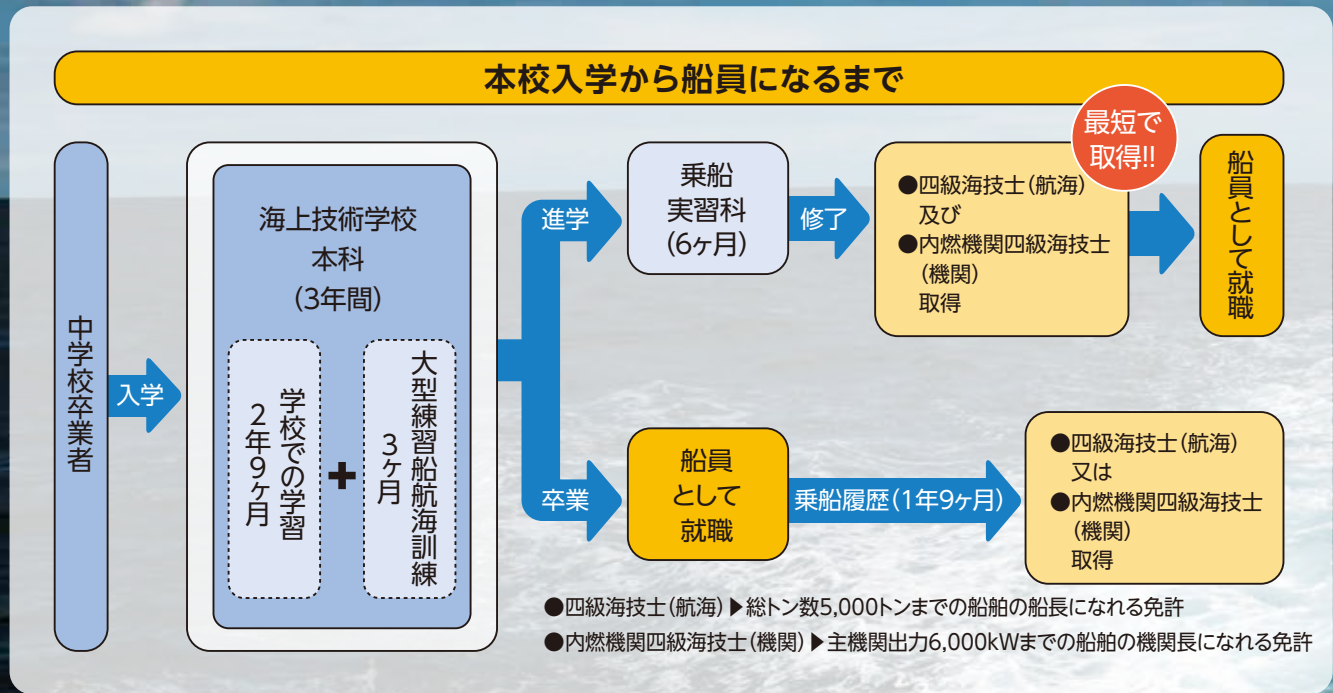 本校入学から船員になるまで
中学校卒業者
入学
海上技術学校
本科
(3年間)
学校での学習
2年9ヶ月
+
大型練習船航海訓練
3ヶ月
進学
乗船
実習科
(6ヶ月)
修了
●四級海技士(航海)
及び
●内燃機関四級海技士
(機関)
取得
最短で
取得!!
船員として就職
卒業
船員
として
就職
乗船履歴(1年9ヶ月)
●四級海技士(航海)
又は
●内燃機関四級海技士
(機関)
取得
●四級海技士(航海)▶総トン数5,000トンまでの船舶の船長になれる免許
●内燃機関四級海技士(機関)▶主機関出力6,000kWまでの船舶の機関長になれる免許